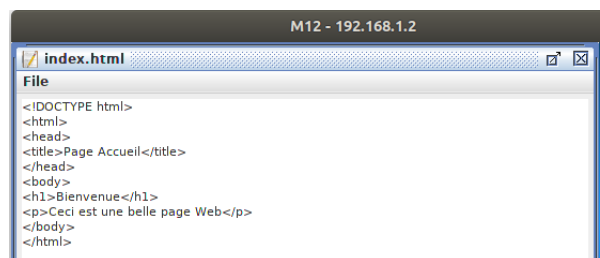 M12 - 192.168.1.2
index.html
File
<!DOCTYPE html>
<html>
<head>
<title>Page Accueil</title>
</head>
<body>
<h1>Bienvenue</h1>
<p>Ceci est une belle page Web</p>
</body>
</html>